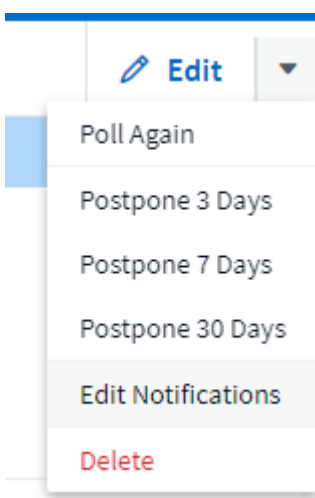 Edit
Poll Again
Postpone 3 Days
Postpone 7 Days
Postpone 30 Days
Edit Notifications
Delete